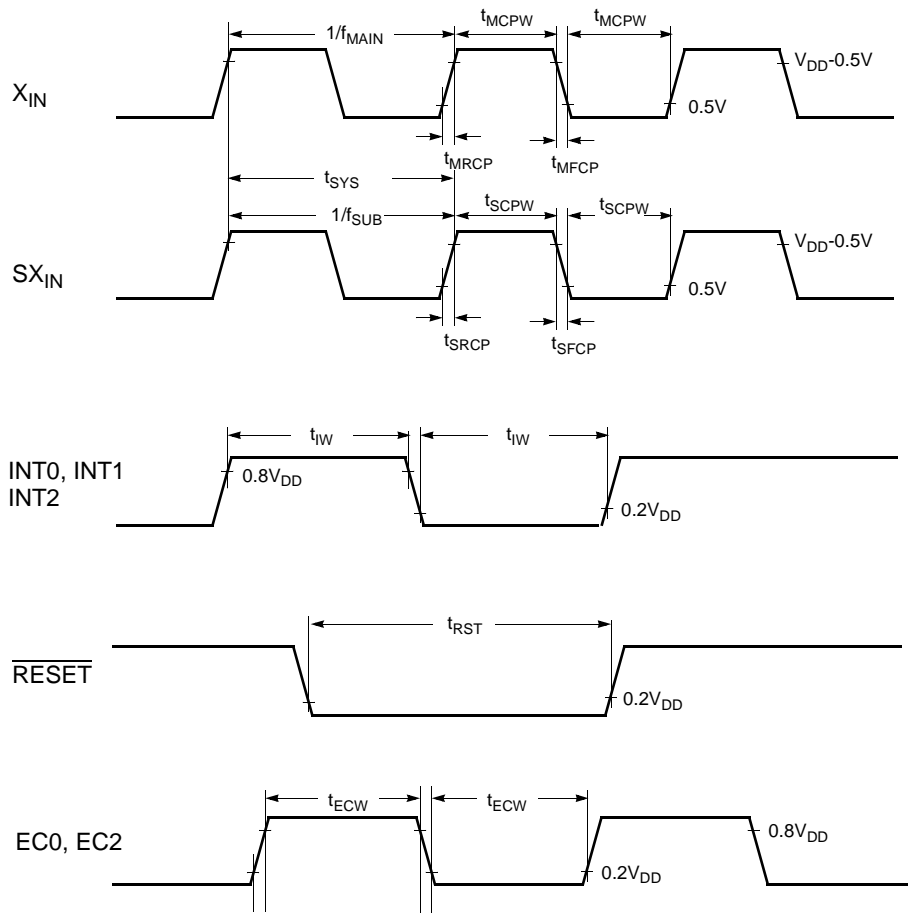 1/fMAIN tMCPW tMCPW
XIN
VDD-0.5V
0.5V
tMRCP tMFCP
tSYS
1/fSUB tSCPW tSCPW
SXIN
VDD-0.5V
0.5V
tSRCP tSFCP
tIW tIW
INT0, INT1
INT2
0.8VDD
0.2VDD
tRST
RESET
0.2VDD
tECW tECW
EC0, EC2
0.8VDD
0.2VDD